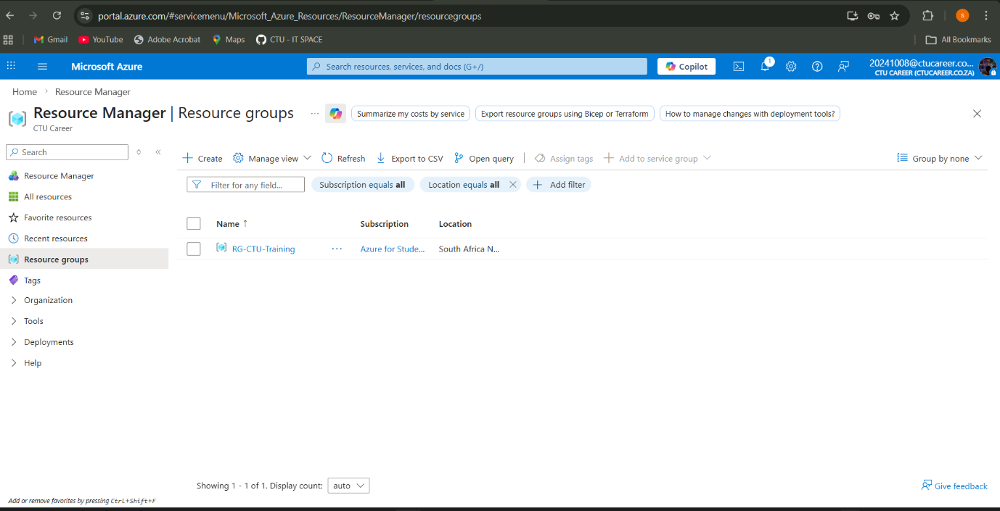 portal.azure.com/#servicemenu/Microsoft_Azure_Resources/ResourceManager/resourcegroups
S
Gmail YouTube Adobe Acrobat Maps CTU - IT SPACE All Bookmarks
Microsoft Azure
Search resources, services, and docs (G+/)
Copilot
1
20241008@ctucareer.co....
CTU CAREER (CTUCAREER.CO.ZA)
Home > Resource Manager
Resource Manager | Resource groups
...
Summarize my costs by service
Export resource groups using Bicep or Terraform
How to manage changes with deployment tools?
CTU Career
Search
Resource Manager
All resources
Favorite resources
Recent resources
Resource groups
Tags
Organization
Tools
Deployments
Help
Create Manage view Refresh Export to CSV Open query Assign tags Add to service group Group by none
Filter for any field... Subscription equals all Location equals all Add filter
Name ↑ Subscription Location
RG-CTU-Training ... Azure for Stude... South Africa N...
Showing 1 - 1 of 1. Display count: auto
Give feedback
Add or remove favorites by pressing Ctrl+Shift+F